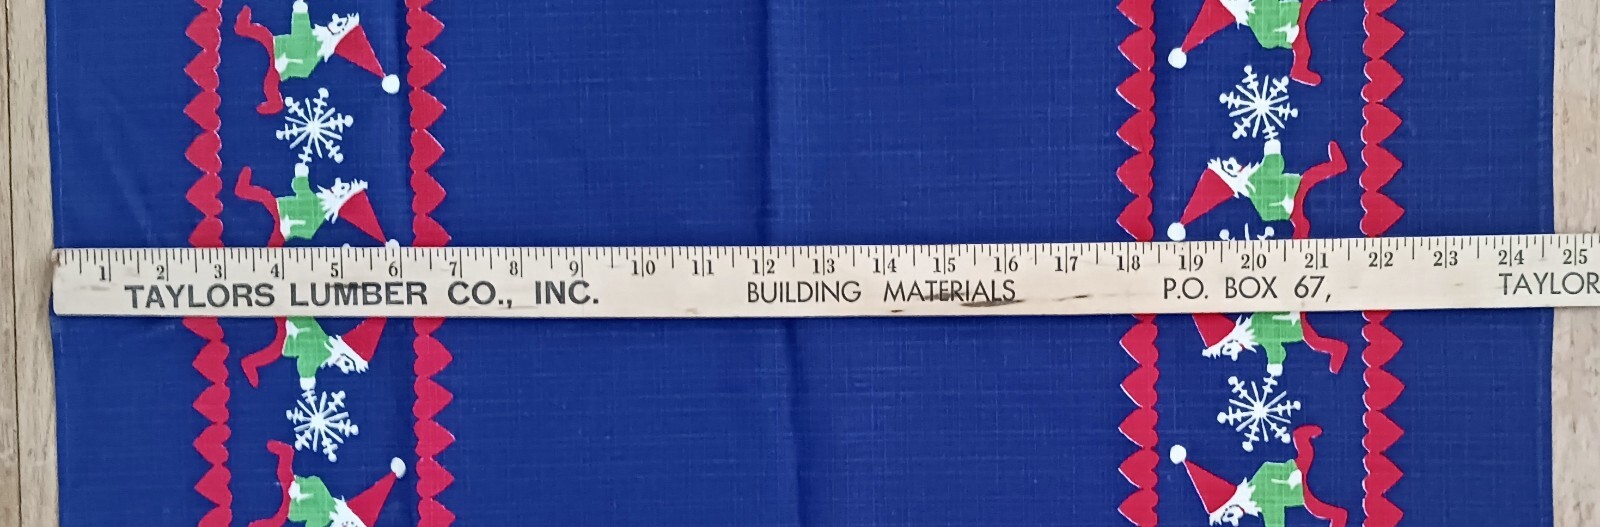 1 2 3 4 5 6 7 8 9 10 11 12 13 14 15 16 17 18 19 20 21 22 23 24 25
TAYLORS LUMBER CO., INC. BUILDING MATERIALS P.O. BOX 67, TAYLOR